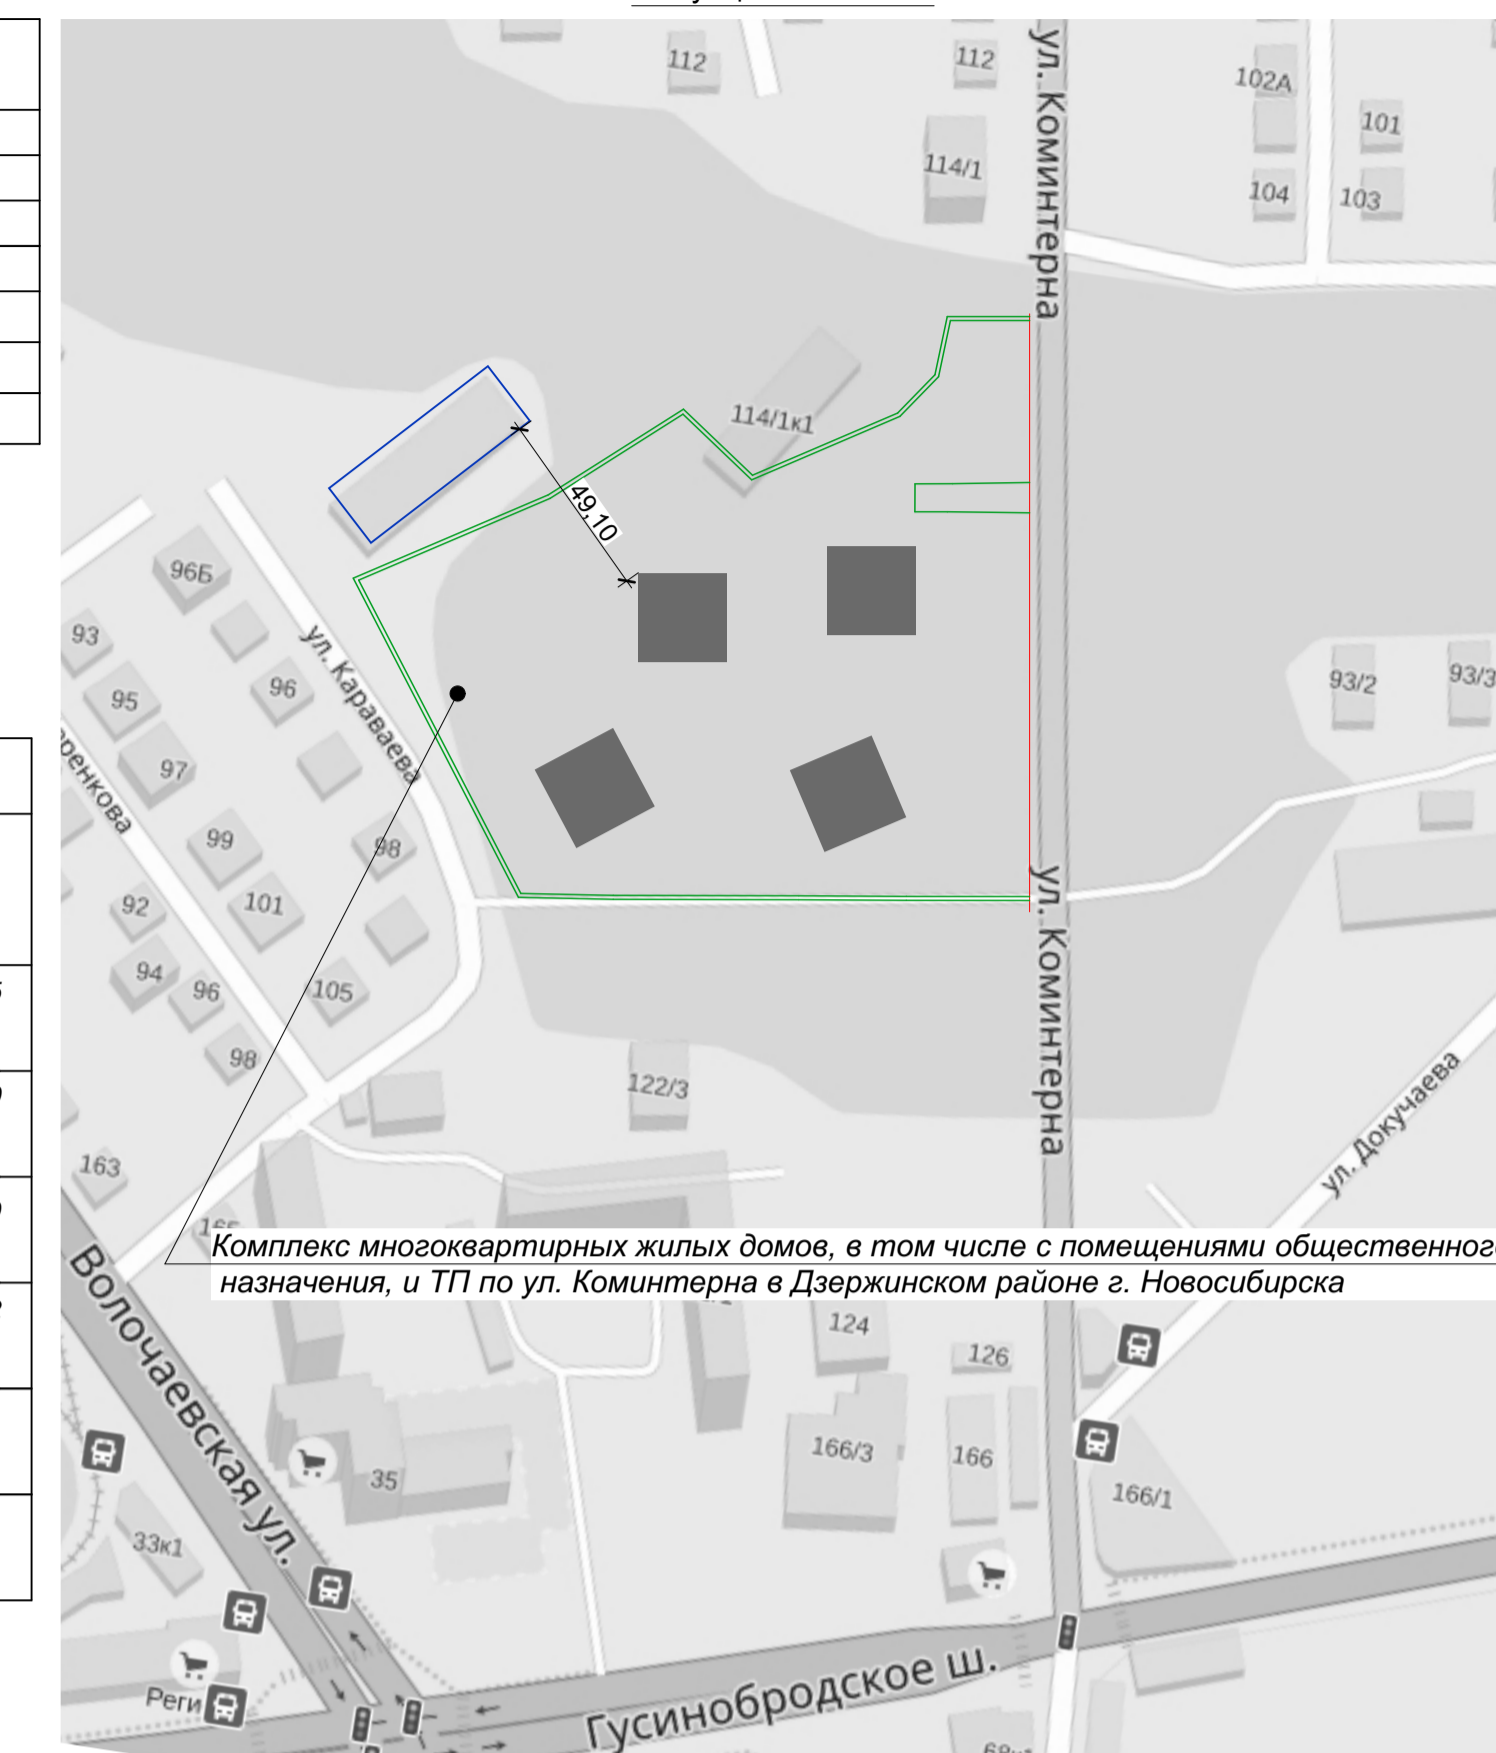 112
112
ул. Коминтерна
102А
101
114/1
104
103
114/1к1
49,10
96Б
93
ул. Караваева
96
95
93/2
93/3
97
99
98
92
101
ул. Коминтерна
94
96
105
98
122/3
ул. Докучаева
163
Комплекс многоквартирных жилых домов, в том числе с помещениями
назначения, и ТП по ул. Коминтерна в Дзержинском районе г. Новосибирска
Волочаевская ул.
124
126
166/3
166
35
166/1
33к1
Гусинобродское ш.